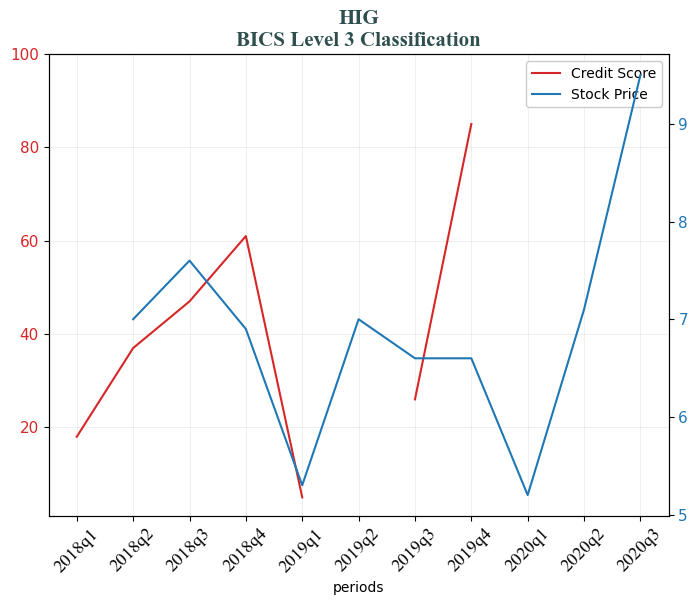 HIG
BICS Level 3 Classification
Credit Score
Stock Price
100
80
60
40
20
9
8
7
6
5
2018q1
2018q2
2018q3
2018q4
2019q1
2019q2
2019q3
2019q4
2020q1
2020q2
2020q3
periods